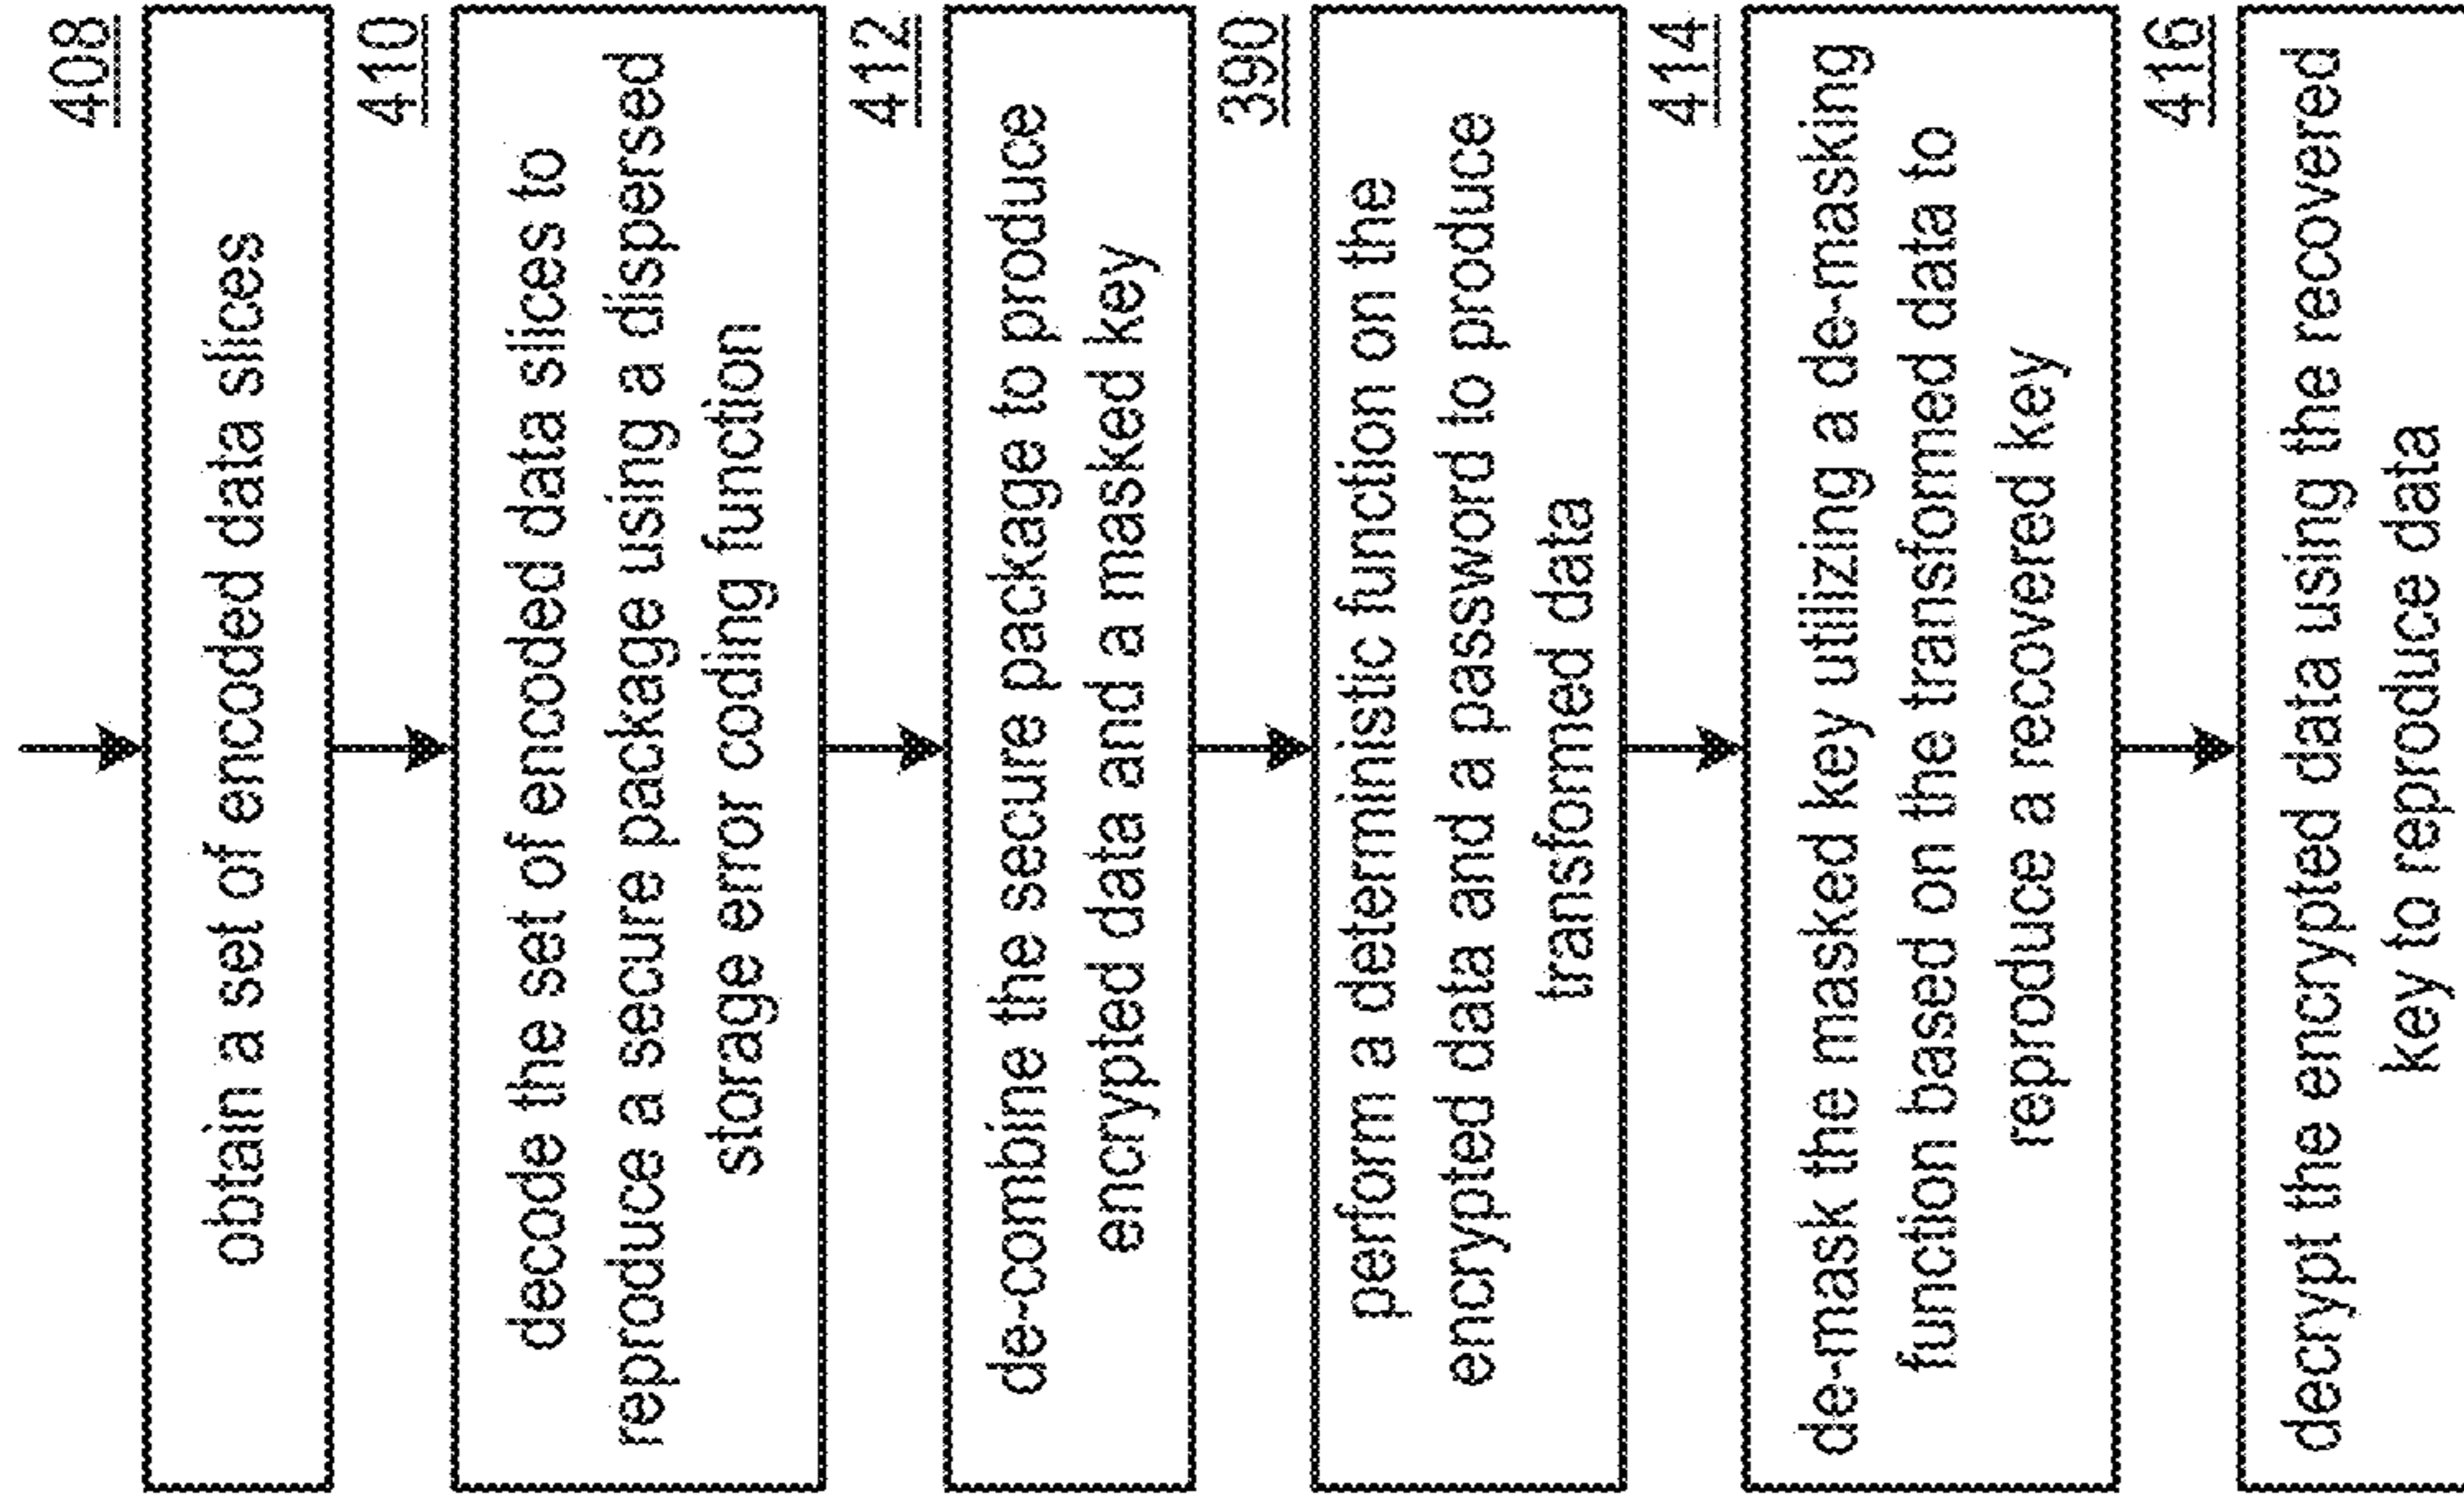 408
obtain a set of encoded data slices
410
decode the set of encoded data slices to
reproduce a secure package using a dispersed
storage error coding function
412
de-combine the secure package to produce
encrypted data and a masked key
390
perform a deterministic function on the
encrypted data and a password to produce
transformed data
414
de-mask the masked key utilizing a de-masking
function based on the transformed data to
reproduce a recovered key
416
decrypt the encrypted data using the recovered
key to reproduce data